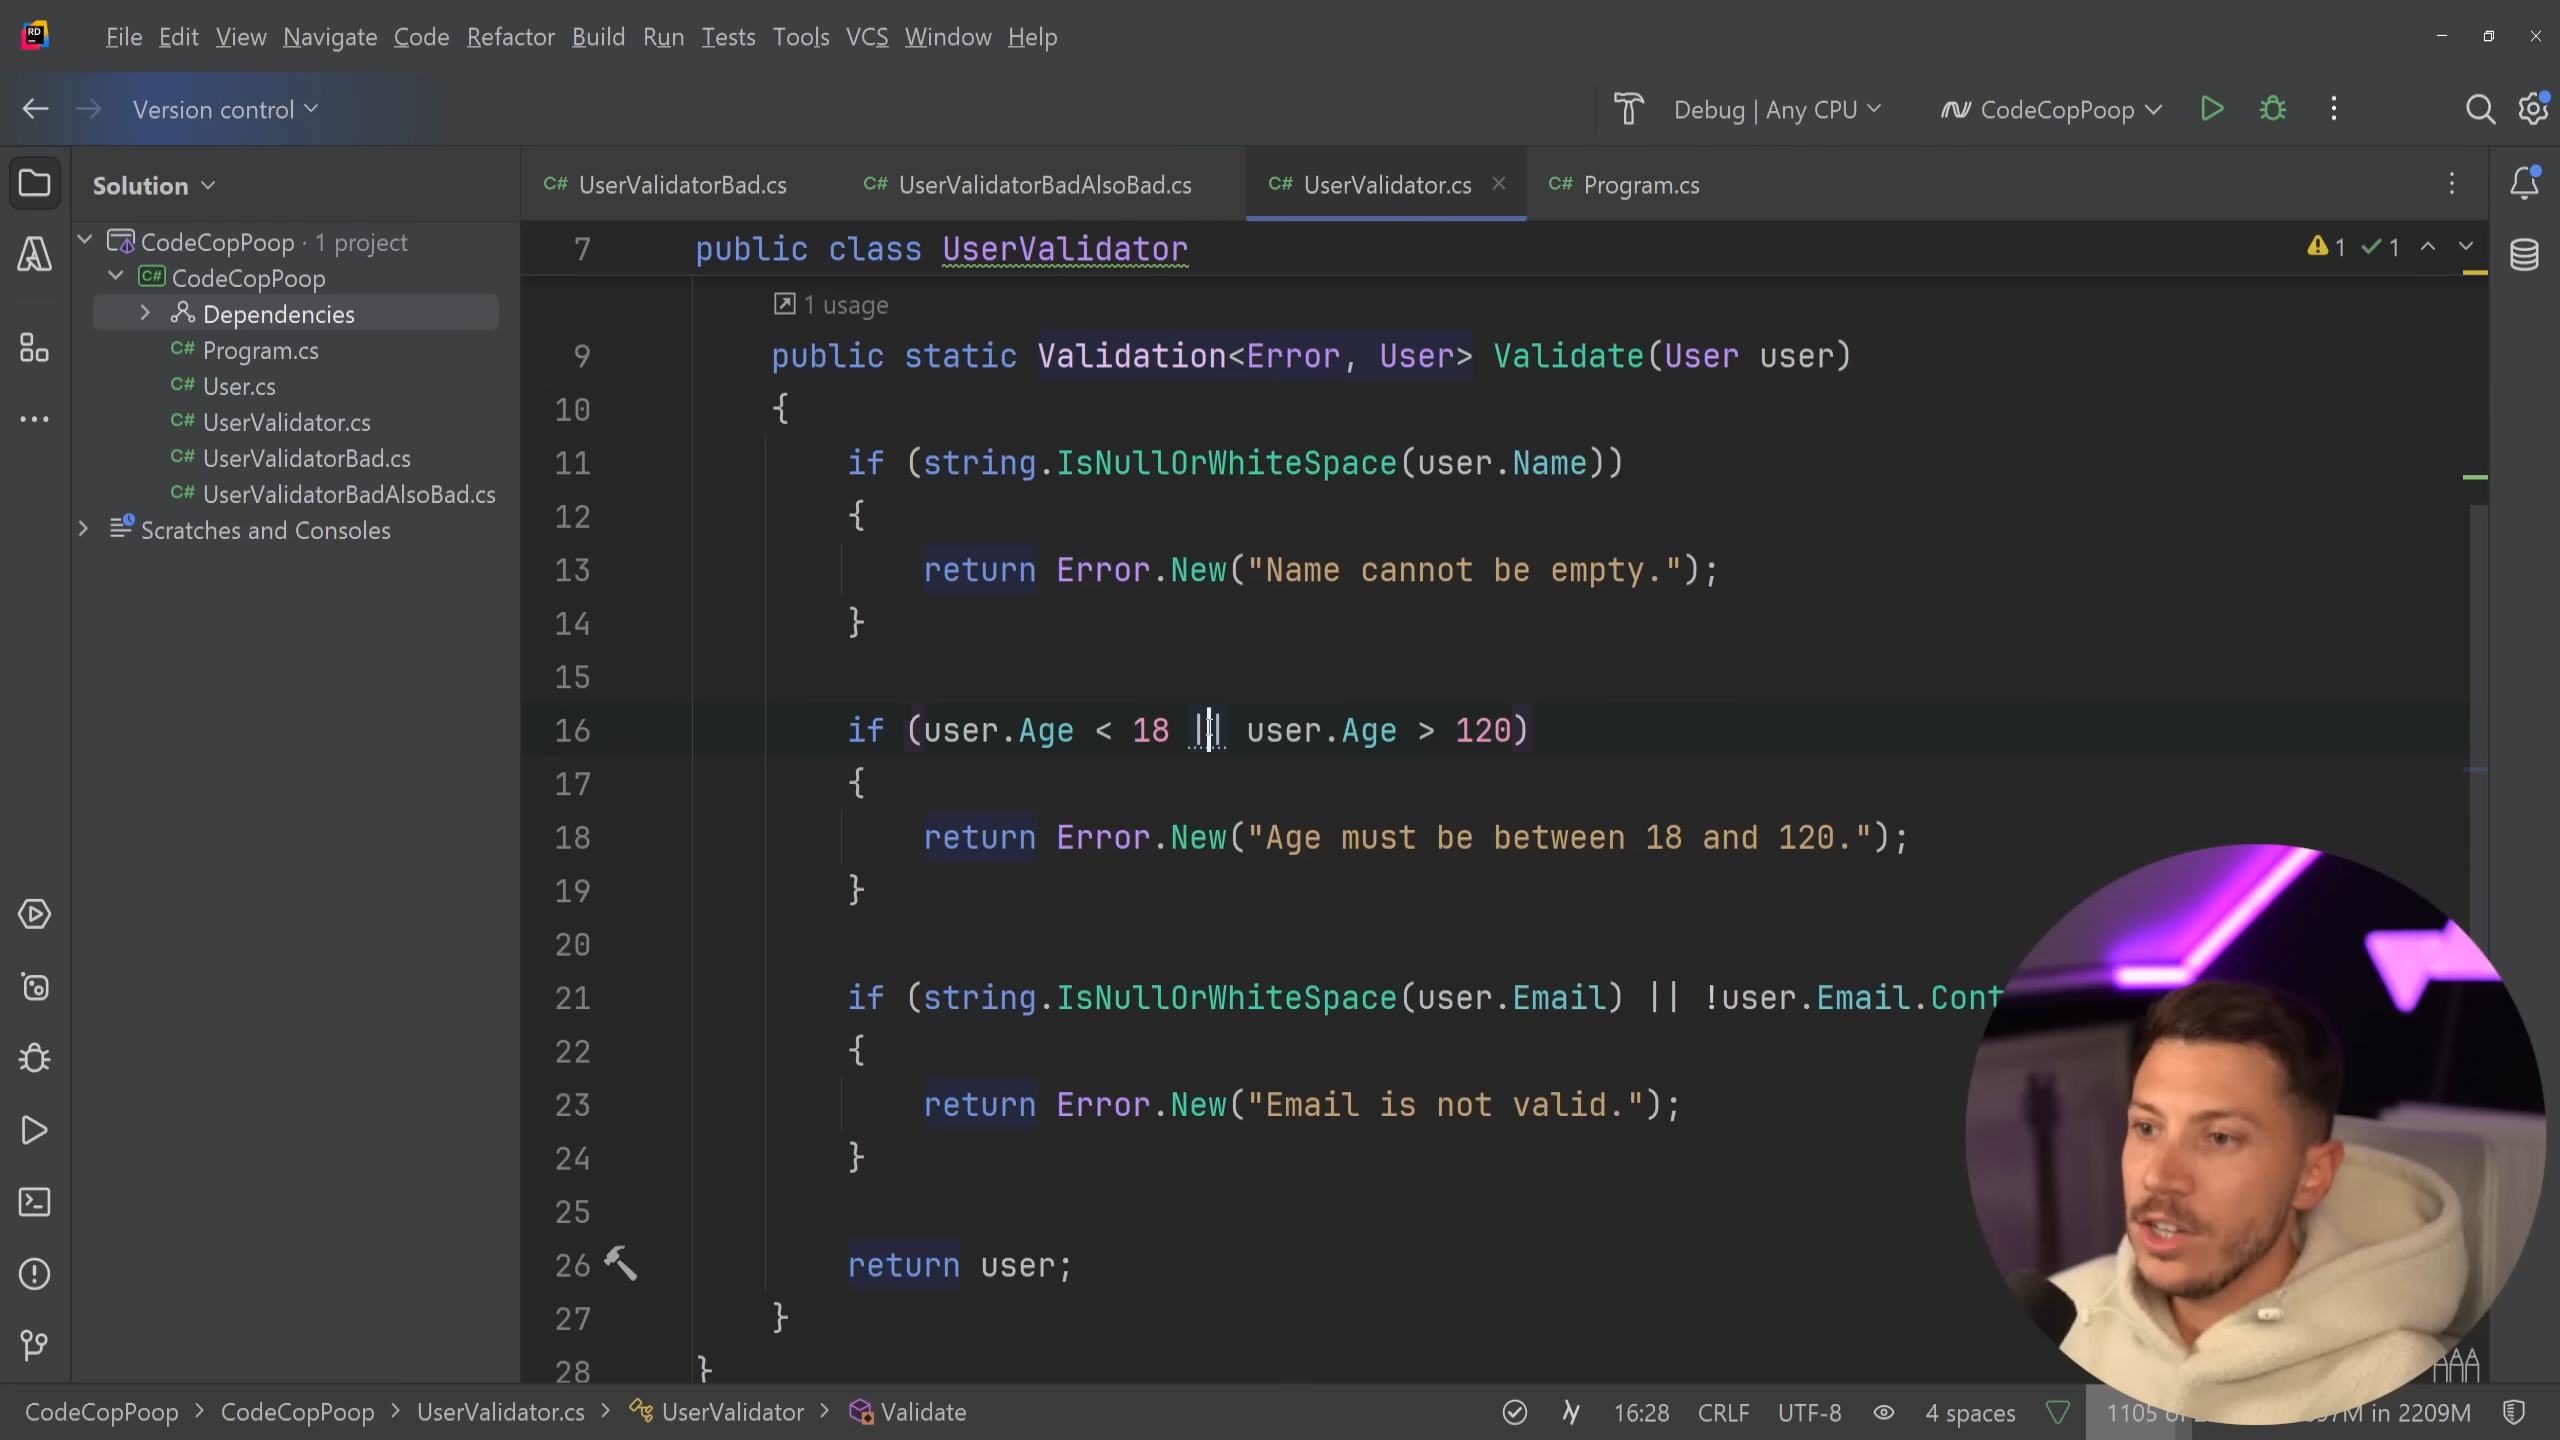 RD File Edit View Navigate Code Refactor Build Run Tests Tools VCS Window Help
Version control Debug | Any CPU CodeCopPoop
Solution
C# UserValidatorBad.cs C# UserValidatorBadAlsoBad.cs C# UserValidator.cs C# Program.cs
CodeCopPoop · 1 project
C# CodeCopPoop
Dependencies
C# Program.cs
C# User.cs
C# UserValidator.cs
C# UserValidatorBad.cs
C# UserValidatorBadAlsoBad.cs
Scratches and Consoles
7 public class UserValidator
1 1
1 usage
9 public static Validation<Error, User> Validate(User user)
10 {
11 if (string.IsNullOrWhiteSpace(user.Name))
12 {
13 return Error.New("Name cannot be empty.");
14 }
15
16 if (user.Age < 18 || user.Age > 120)
17 {
18 return Error.New("Age must be between 18 and 120.");
19 }
20
21 if (string.IsNullOrWhiteSpace(user.Email) || !user.Email.Cont
22 {
23 return Error.New("Email is not valid.");
24 }
25
26 return user;
27 }
28 }
CodeCopPoop > CodeCopPoop > UserValidator.cs > UserValidator > Validate
16:28 CRLF UTF-8 4 spaces 1105 in 2209M